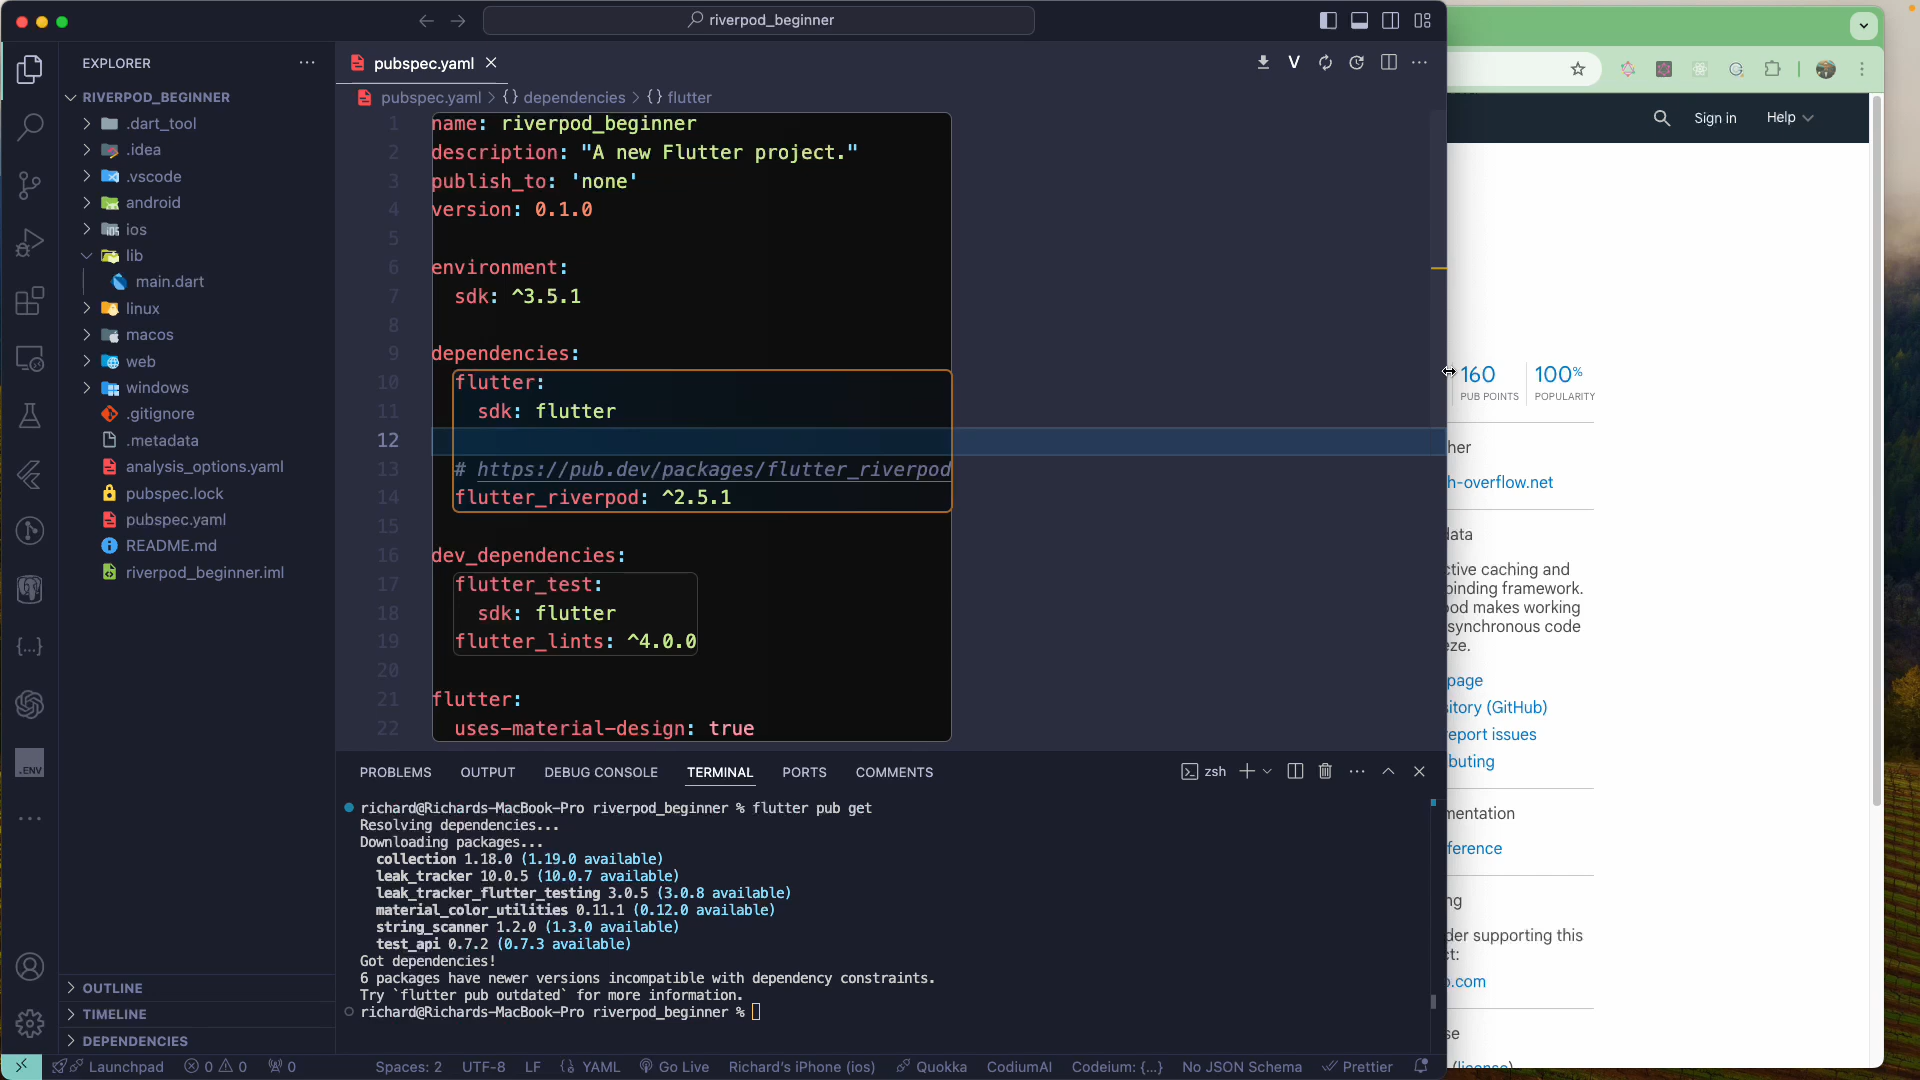 riverpod_beginner
EXPLORER
RIVERPOD_BEGINNER
.dart_tool
.idea
.vscode
android
ios
lib
main.dart
linux
macos
web
windows
.gitignore
.metadata
analysis_options.yaml
pubspec.lock
pubspec.yaml
README.md
riverpod_beginner.iml
OUTLINE
TIMELINE
DEPENDENCIES
.ENV
pubspec.yaml
pubspec.yaml > {} dependencies > {} flutter
1 name: riverpod_beginner
2 description: "A new Flutter project."
3 publish_to: 'none'
4 version: 0.1.0
5
6 environment:
7 sdk: ^3.5.1
8
9 dependencies:
10 flutter:
11 sdk: flutter
12
13 # https://pub.dev/packages/flutter_riverpod
14 flutter_riverpod: ^2.5.1
15
16 dev_dependencies:
17 flutter_test:
18 sdk: flutter
19 flutter_lints: ^4.0.0
20
21 flutter:
22 uses-material-design: true
PROBLEMS OUTPUT DEBUG CONSOLE TERMINAL PORTS COMMENTS
zsh
richard@Richards-MacBook-Pro riverpod_beginner % flutter pub get
Resolving dependencies...
Downloading packages...
collection 1.18.0 (1.19.0 available)
leak_tracker 10.0.5 (10.0.7 available)
leak_tracker_flutter_testing 3.0.5 (3.0.8 available)
material_color_utilities 0.11.1 (0.12.0 available)
string_scanner 1.2.0 (1.3.0 available)
test_api 0.7.2 (0.7.3 available)
Got dependencies!
6 packages have newer versions incompatible with dependency constraints.
Try `flutter pub outdated` for more information.
richard@Richards-MacBook-Pro riverpod_beginner %
Launchpad 0 0 0 Spaces: 2 UTF-8 LF {} YAML Go Live Richard's iPhone (ios) Quokka CodiumAI Codeium: {...} No JSON Schema Prettier
Sign in Help
160 100%
PUB POINTS POPULARITY
her
h-overflow.net
data
ctive caching and
binding framework.
od makes working
synchronous code
eze.
page
sitory (GitHub)
report issues
buting
mentation
ference
ng
der supporting this
ct:
o.com
se
(license)